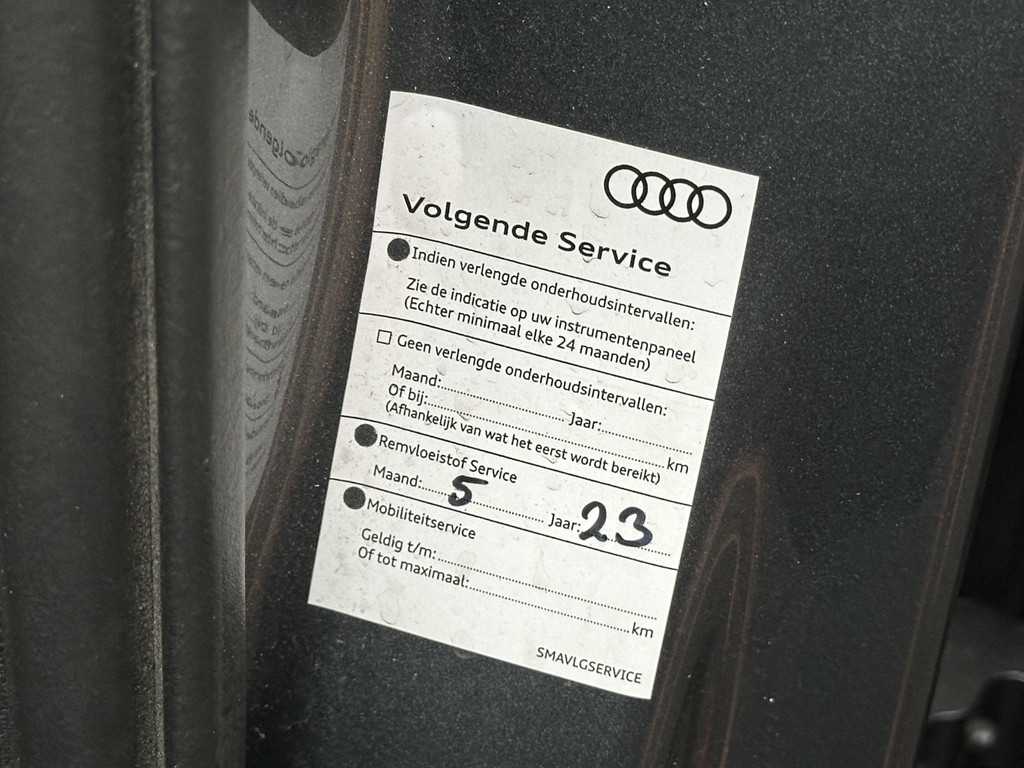 Volgende Service
Indien verlengde onderhoudsintervallen:
Zie de indicatie op uw instrumentenpaneel
(Echter minimaal elke 24 maanden)
Geen verlengde onderhoudsintervallen:
Maand:.............................. Jaar:......................
Of bij:............................................................ km
(Afhankelijk van wat het eerst wordt bereikt)
Remvloeistof Service
Maand:....5.............. Jaar:23....
Mobiliteitservice
Geldig t/m:......................................................
Of tot maximaal:........................................ km
SMAVLGSERVICE